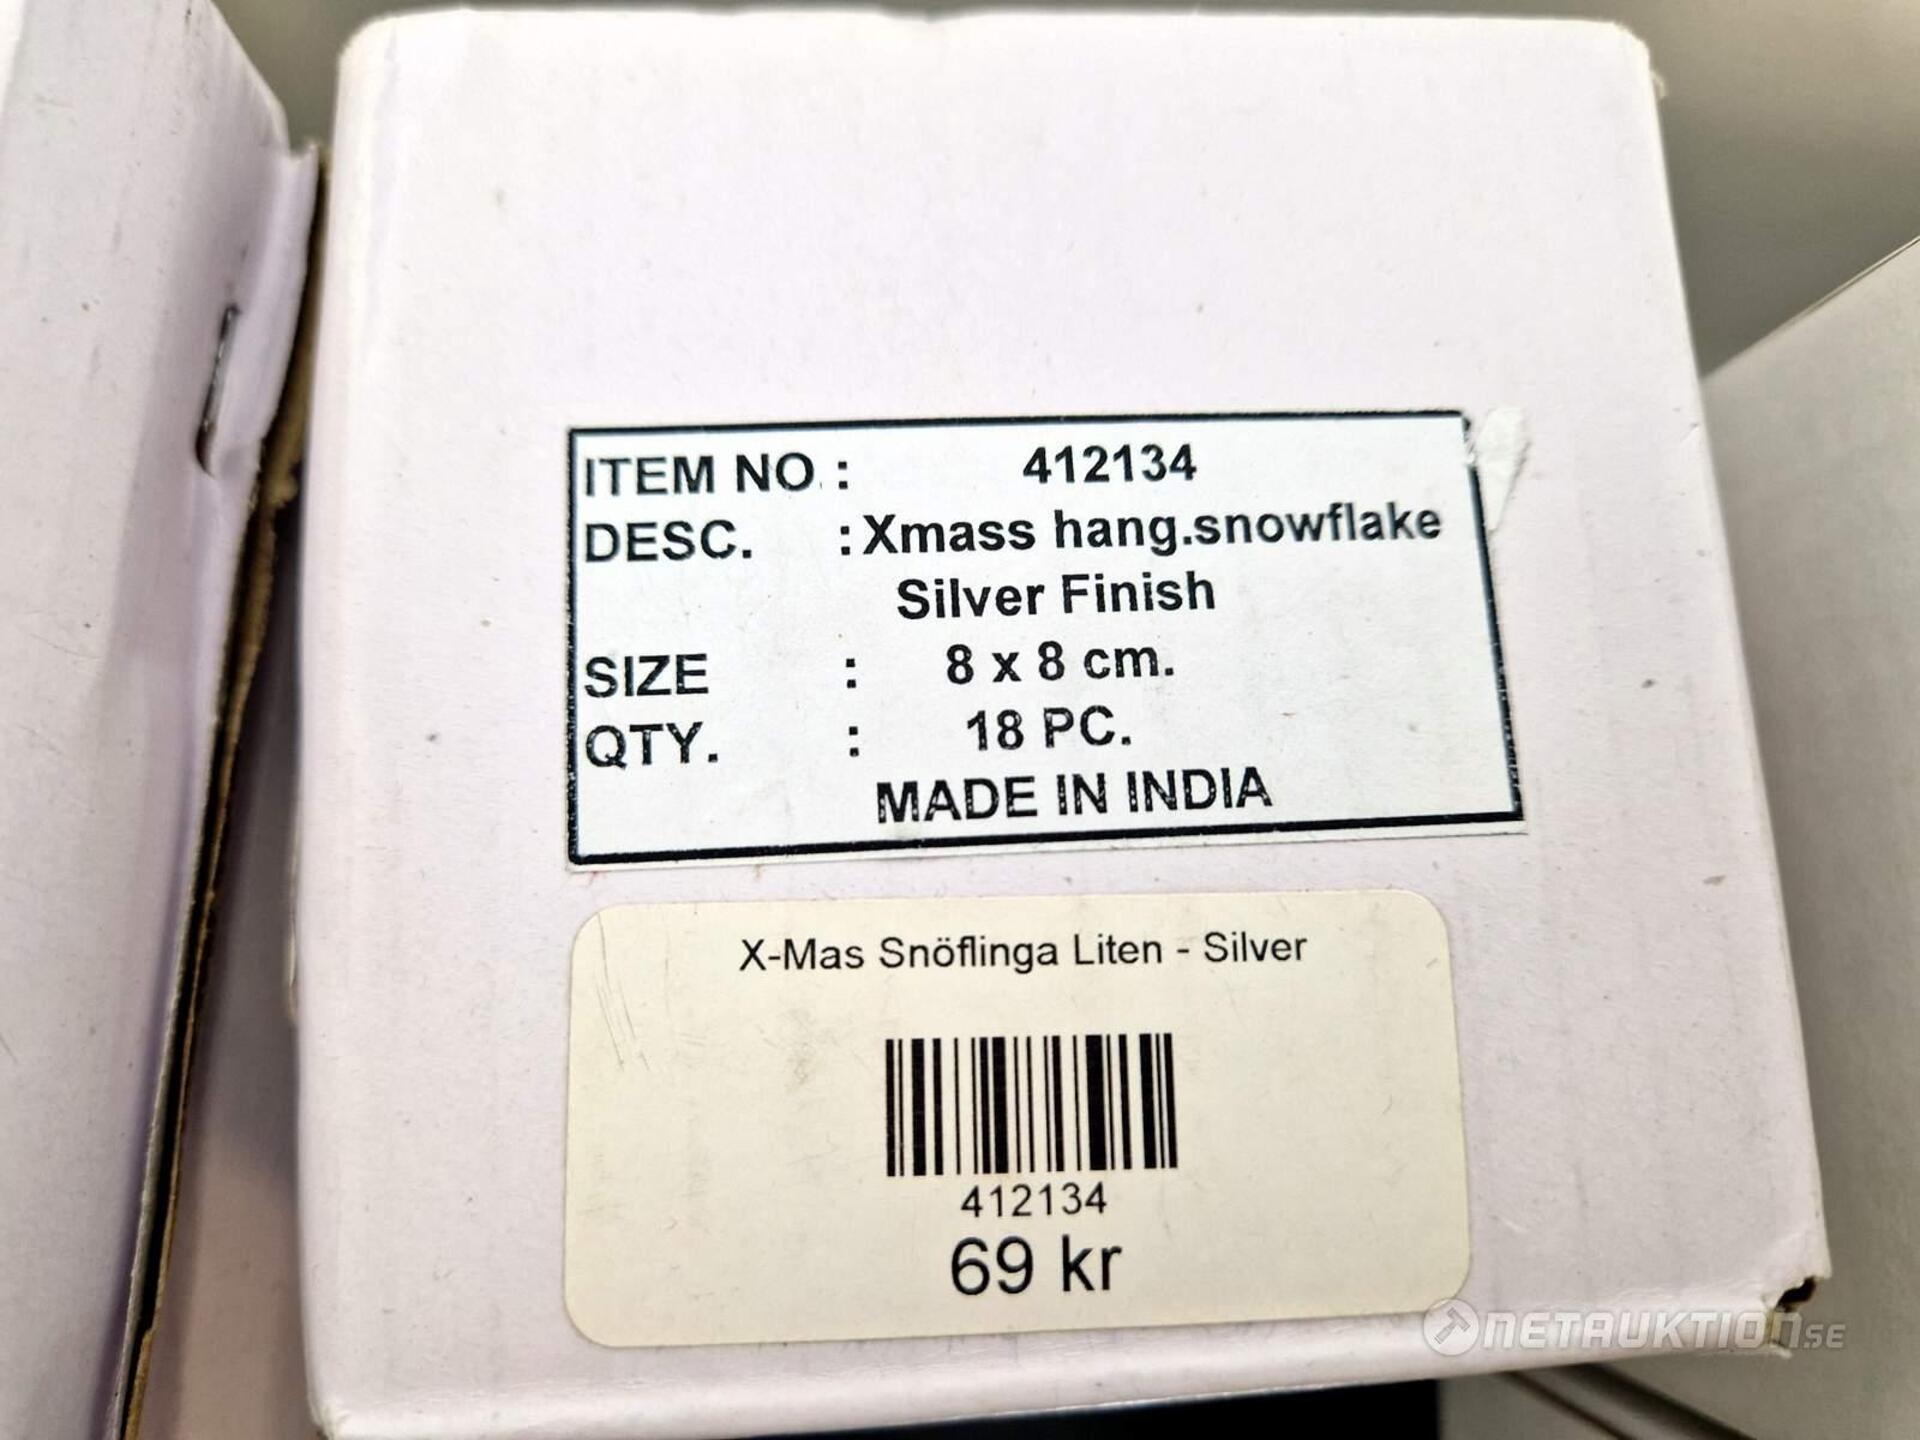 ITEM NO. : 412134
DESC. : Xmass hang.snowflake
Silver Finish
SIZE : 8 x 8 cm.
QTY. : 18 PC.
MADE IN INDIA
X-Mas Snöflinga Liten - Silver
412134
69 kr
NETAUKTION.SE